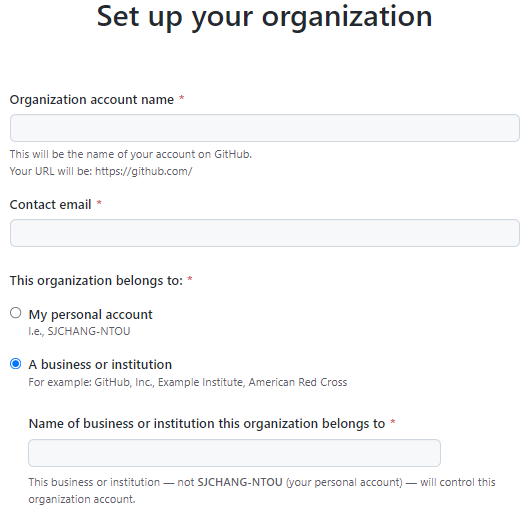 Set up your organization
Organization account name *
This will be the name of your account on GitHub.
Your URL will be: https://github.com/
Contact email *
This organization belongs to: *
My personal account
I.e., SJCHANG-NTOU
A business or institution
For example: GitHub, Inc., Example Institute, American Red Cross
Name of business or institution this organization belongs to *
This business or institution — not SJCHANG-NTOU (your personal account) — will control this
organization account.